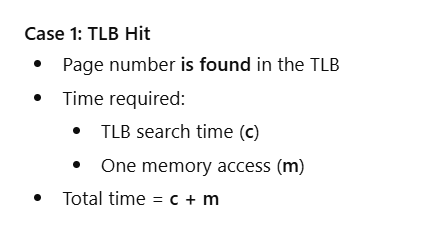 Case 1: TLB Hit
• Page number is found in the TLB
• Time required:
• TLB search time (c)
• One memory access (m)
• Total time = c + m